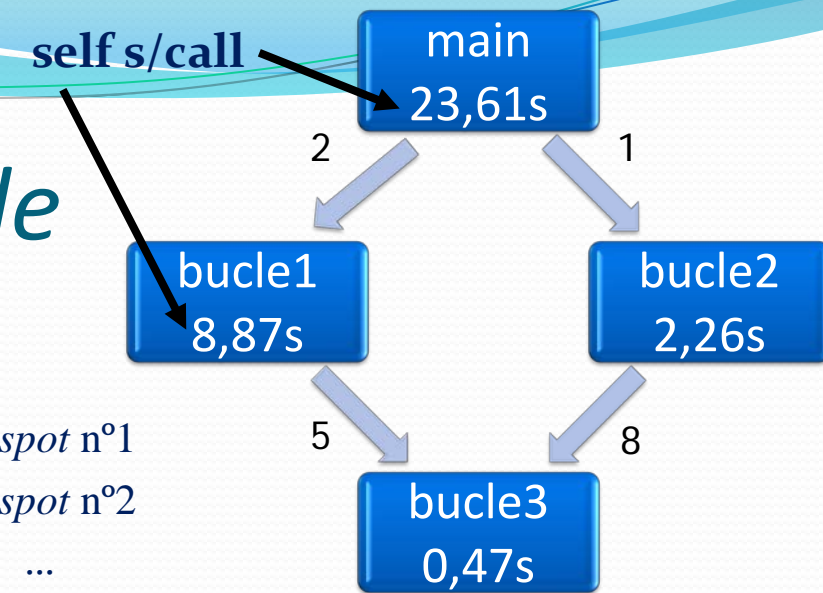 self s/call
main
23,61s
2
1
bucle1
8,87s
bucle2
2,26s
spot nº1
5
8
spot nº2
bucle3
0,47s
...